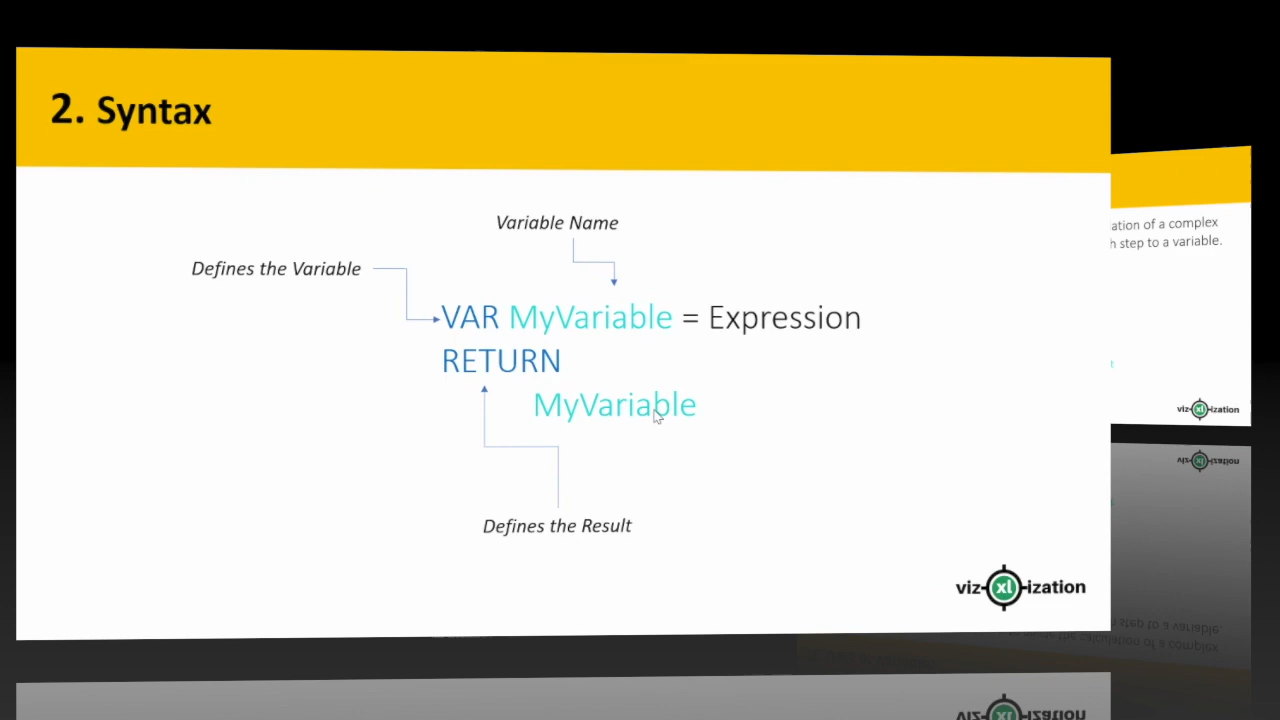 2. Syntax
Variable Name
Defines the Variable
VAR MyVariable = Expression
RETURN
MyVariable
Defines the Result
viz xl ization
of a complex
step to a variable.
viz xl ization